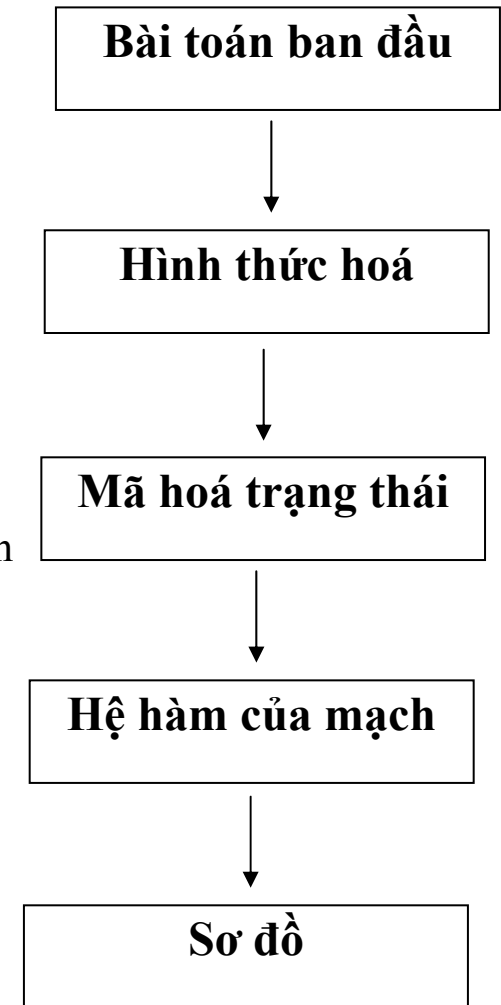 Bài toán ban đầu
Hình thức hoá
Mã hoá trạng thái
Hệ hàm của mạch
Sơ đồ